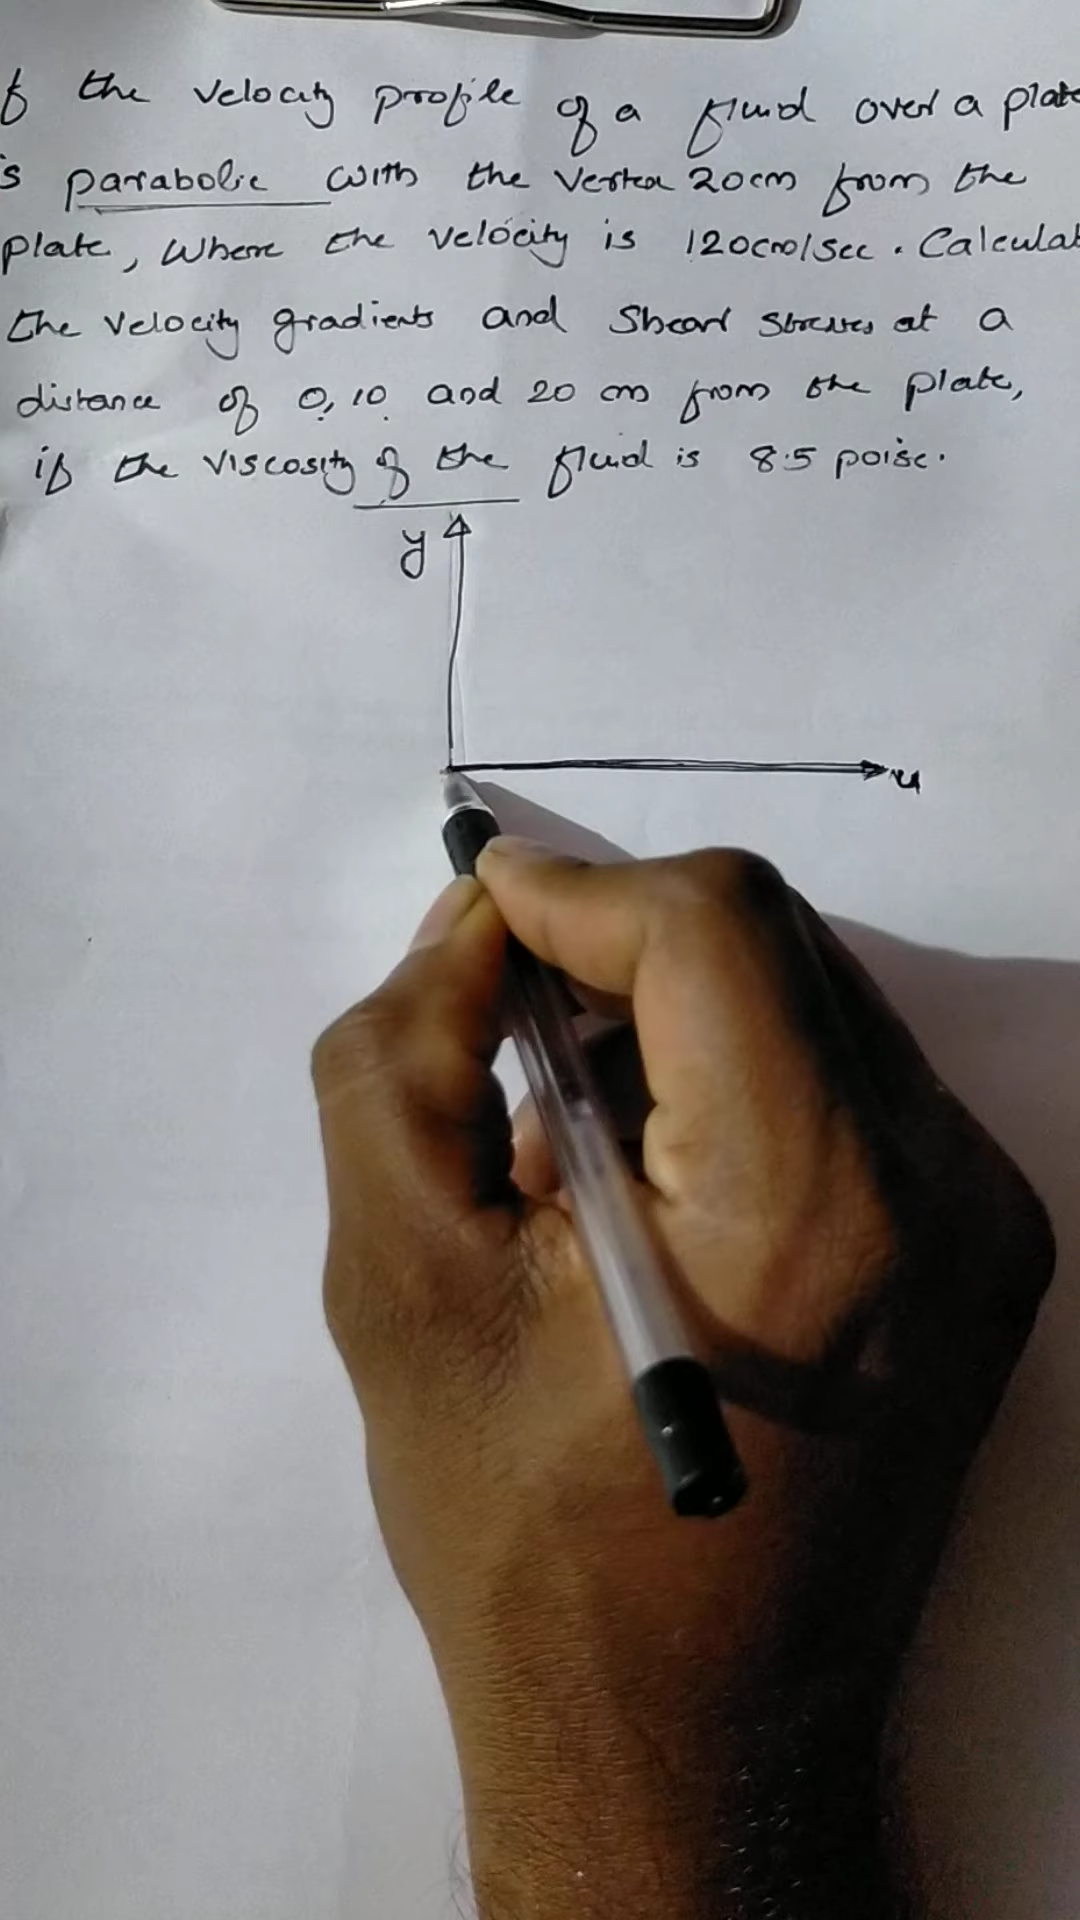 f the velocity profile of a fluid over a plate
is parabolic with the vertex 20cm from the
plate, where the velocity is 120cm/sec. Calculat
the velocity gradients and Shear stresses at a
distance of 0, 10 and 20 cm from the plate,
if the viscosity of the fluid is 8.5 poise.
y
u